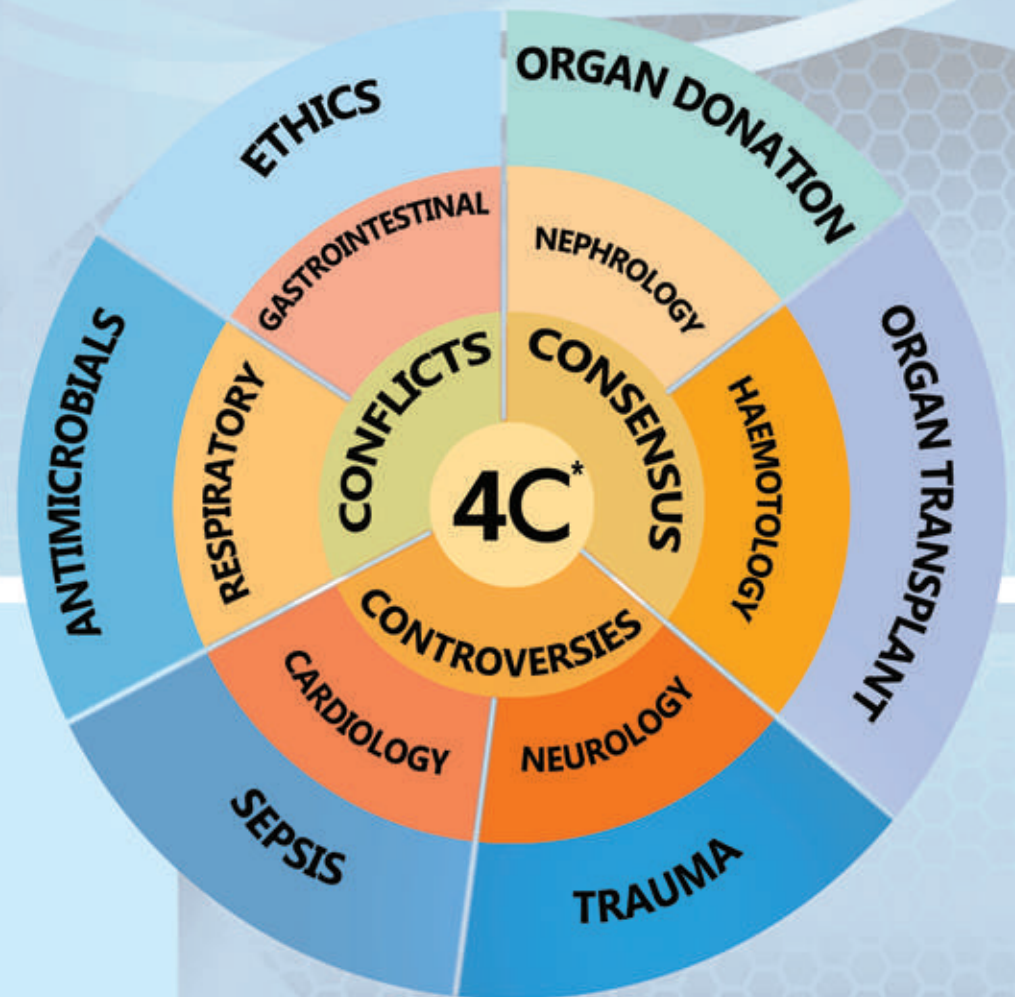 4C*
CONFLICTS
CONSENSUS
CONTROVERSIES
GASTROINTESTINAL
NEPHROLOGY
HAEMOTOLOGY
NEUROLOGY
CARDIOLOGY
RESPIRATORY
ETHICS
ORGAN DONATION
ORGAN TRANSPLANT
TRAUMA
SEPSIS
ANTIMICROBIALS